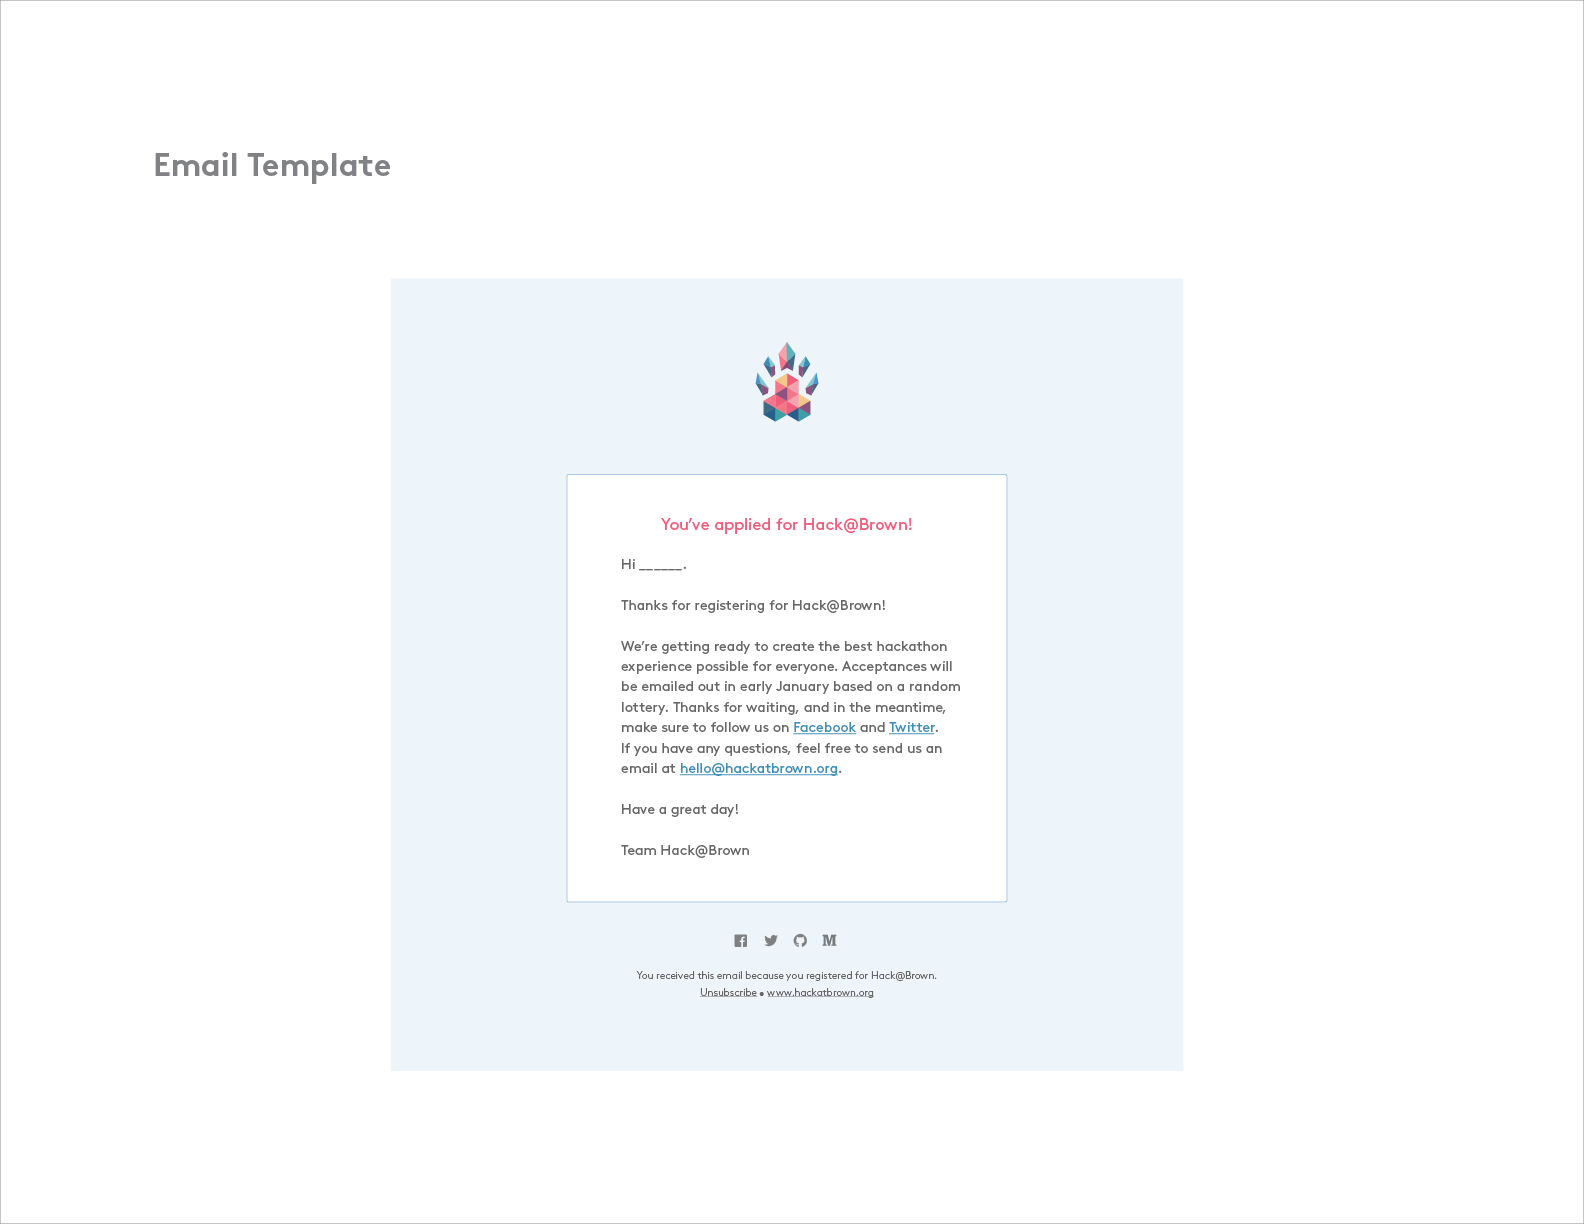 Email Template
You’ve applied for Hack@Brown!
Hi ______.
Thanks for registering for Hack@Brown!
We’re getting ready to create the best hackathon
experience possible for everyone. Acceptances will
be emailed out in early January based on a random
lottery. Thanks for waiting, and in the meantime,
make sure to follow us on Facebook and Twitter.
If you have any questions, feel free to send us an
email at hello@hackatbrown.org.
Have a great day!
Team Hack@Brown
You received this email because you registered for Hack@Brown.
Unsubscribe • www.hackatbrown.org